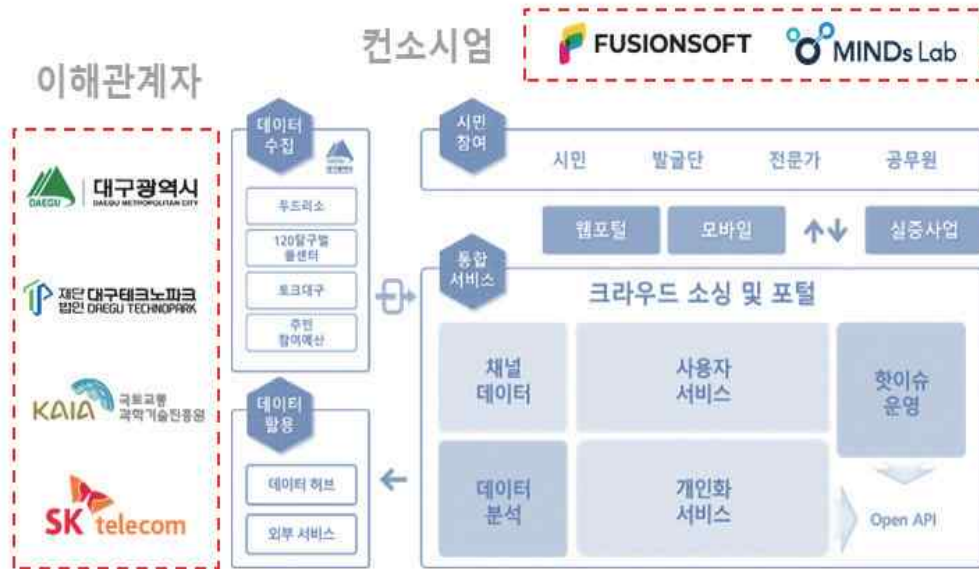 컨소시엄
FUSIONSOFT
MINDs Lab
이해관계자
대구광역시
DAEGU
DAEGU METROPOLITAN CITY
재단
법인
대구테크노파크
DAEGU TECHNOPARK
KAIA
국토교통
과학기술진흥원
SK telecom
데이터
수집
두드리소
120달구벌
콜센터
토크대구
주민
참여예산
데이터
활용
데이터 허브
외부 서비스
시민
참여
시민
발굴단
전문가
공무원
웹포털
모바일
실증사업
통합
서비스
크라우드 소싱 및 포털
채널
데이터
사용자
서비스
핫이슈
운영
데이터
분석
개인화
서비스
Open API